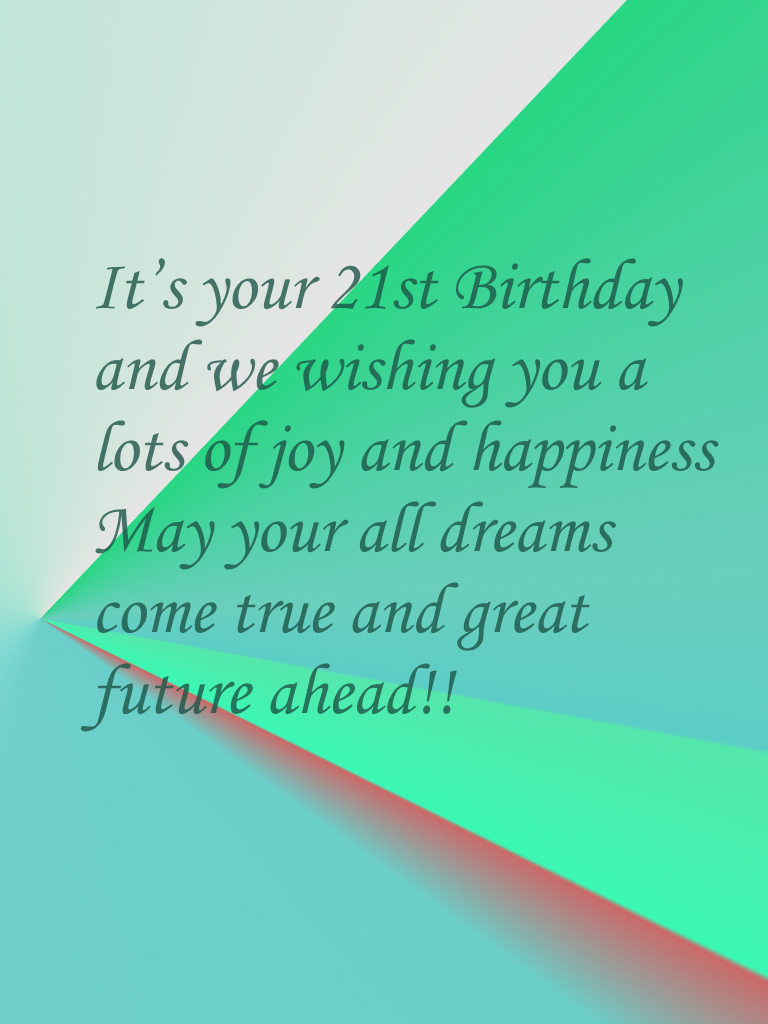 It’s your 21st Birthday
and we wishing you a
lots of joy and happiness
May your all dreams
come true and great
future ahead!!